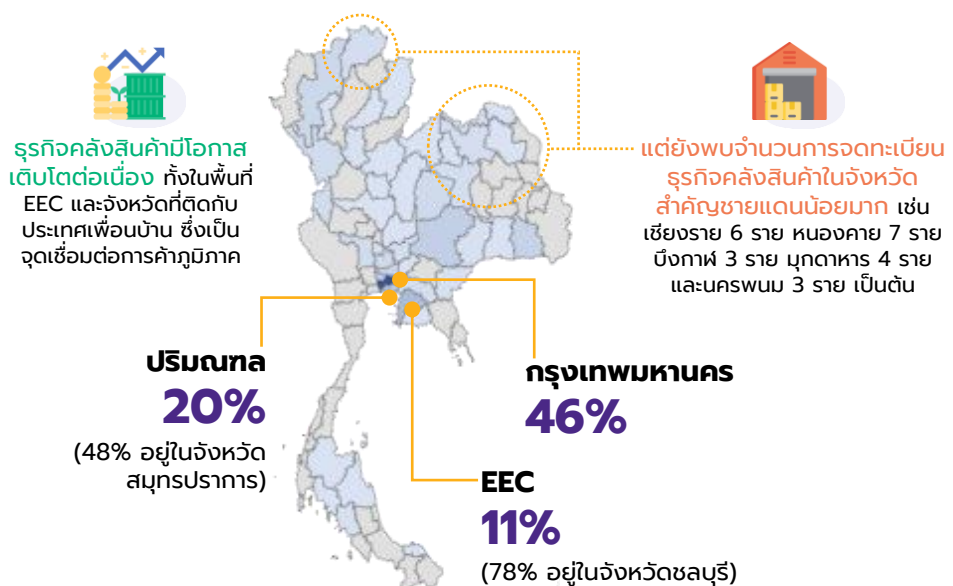 ธุรกิจคลังสินค้ามีโอกาส
เติบโตต่อเนื่อง ทั้งในพื้นที่
EEC และจังหวัดที่ติดกับ
ประเทศเพื่อนบ้าน ซึ่งเป็น
จุดเชื่อมต่อการค้าภูมิภาค
แต่ยังพบจำนวนการจดทะเบียน
ธุรกิจคลังสินค้าในจังหวัด
สำคัญชายแดนน้อยมาก เช่น
เชียงราย 6 ราย หนองคาย 7 ราย
บึงกาฬ 3 ราย มุกดาหาร 4 ราย
และนครพนม 3 ราย เป็นต้น
ปริมณฑล
20%
(48% อยู่ในจังหวัด
สมุทรปราการ)
กรุงเทพมหานคร
46%
EEC
11%
(78% อยู่ในจังหวัดชลบุรี)